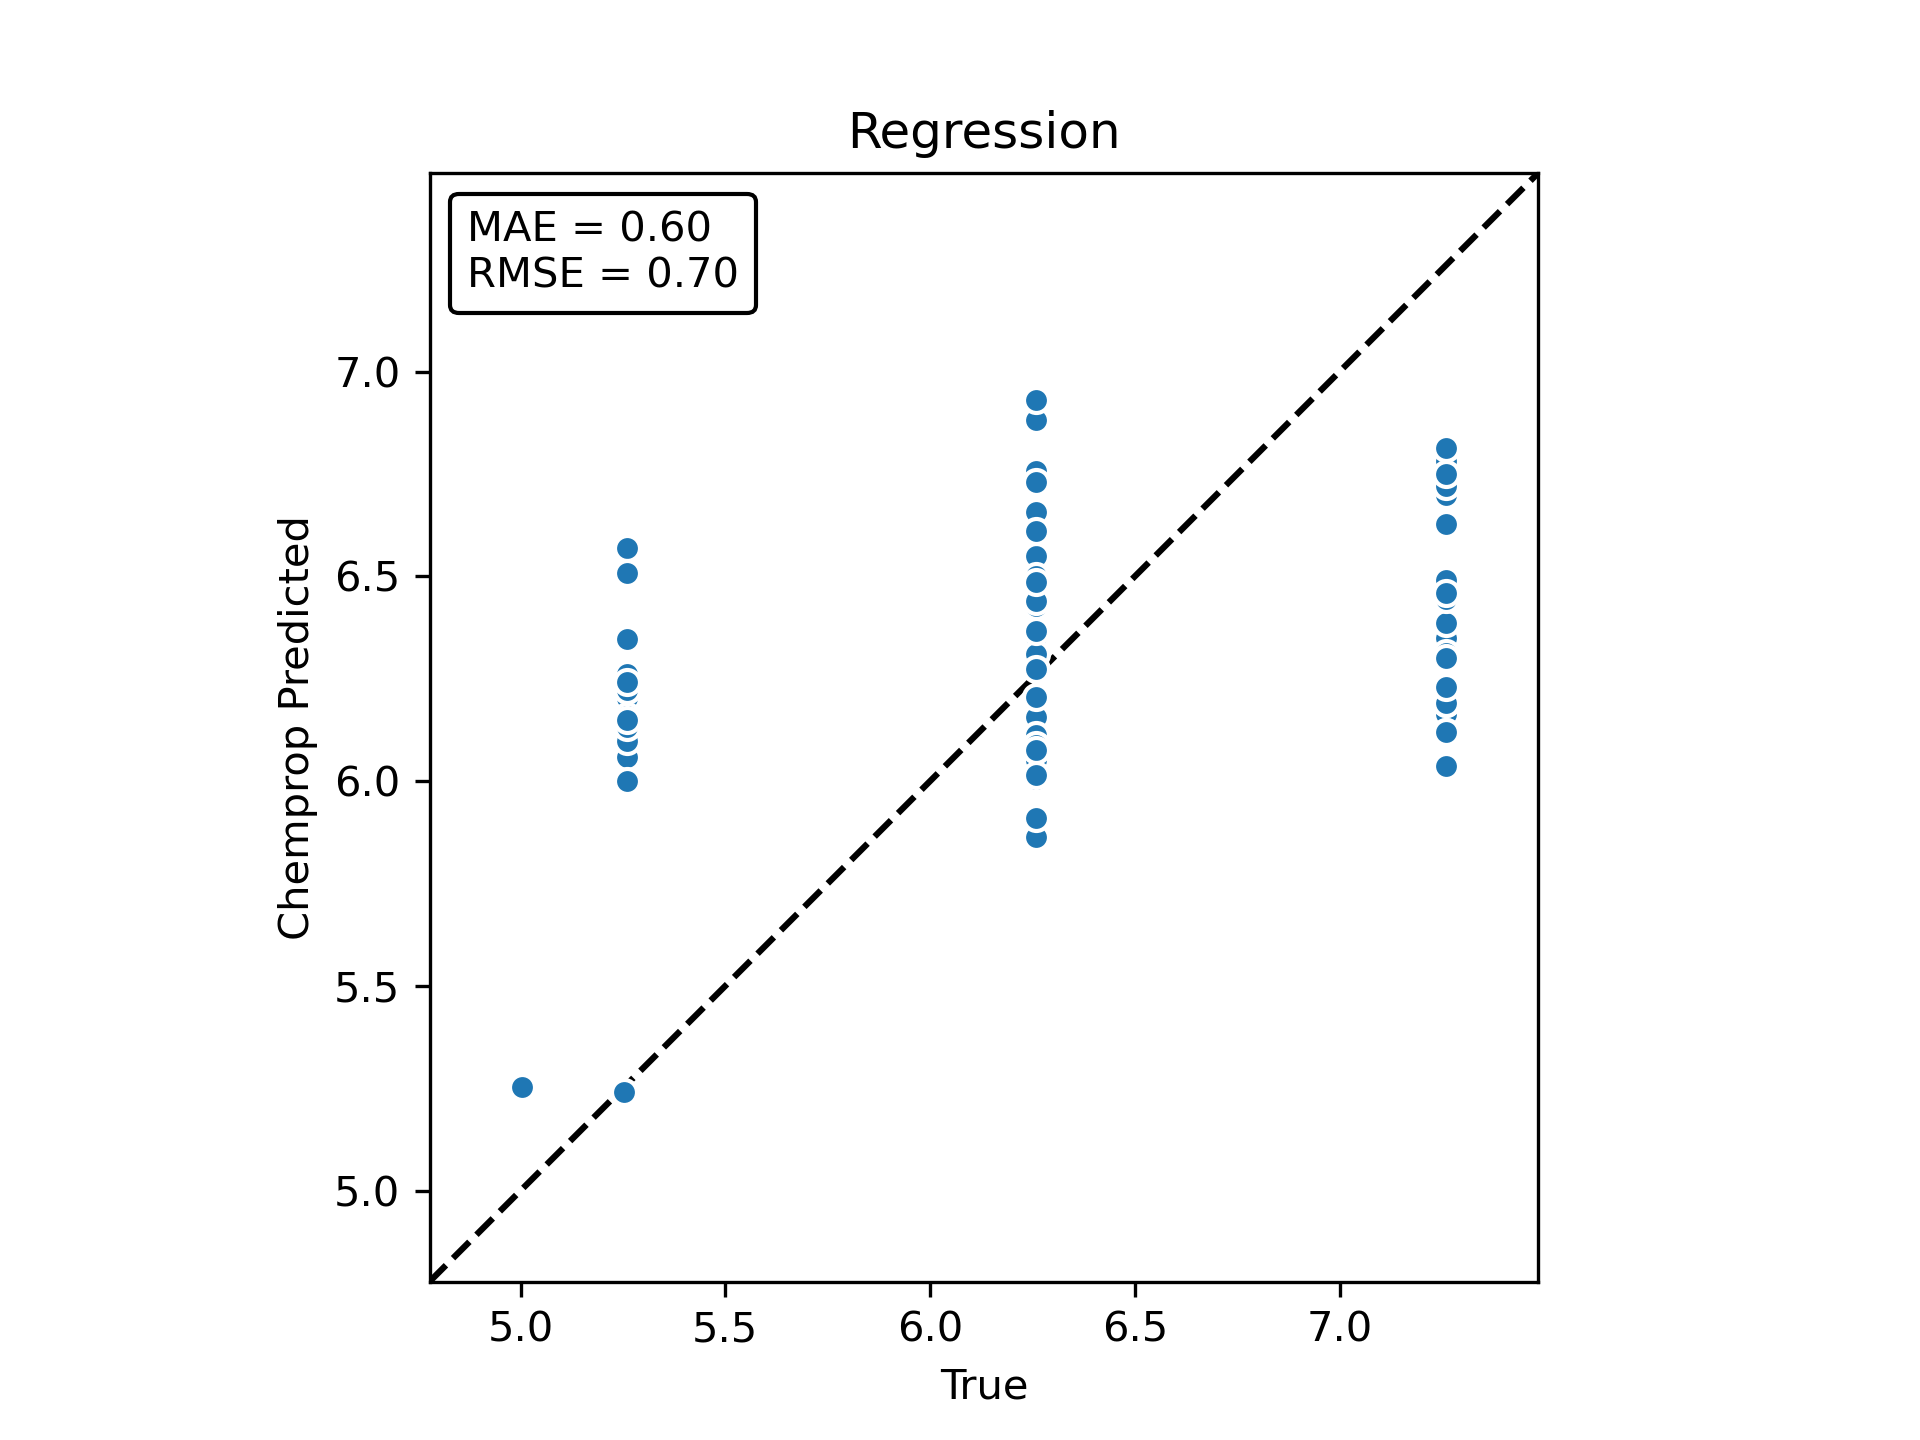 Regression
MAE = 0.60
RMSE = 0.70
Chemprop Predicted
7.0
6.5
6.0
5.5
5.0
5.0 5.5 6.0 6.5 7.0
True